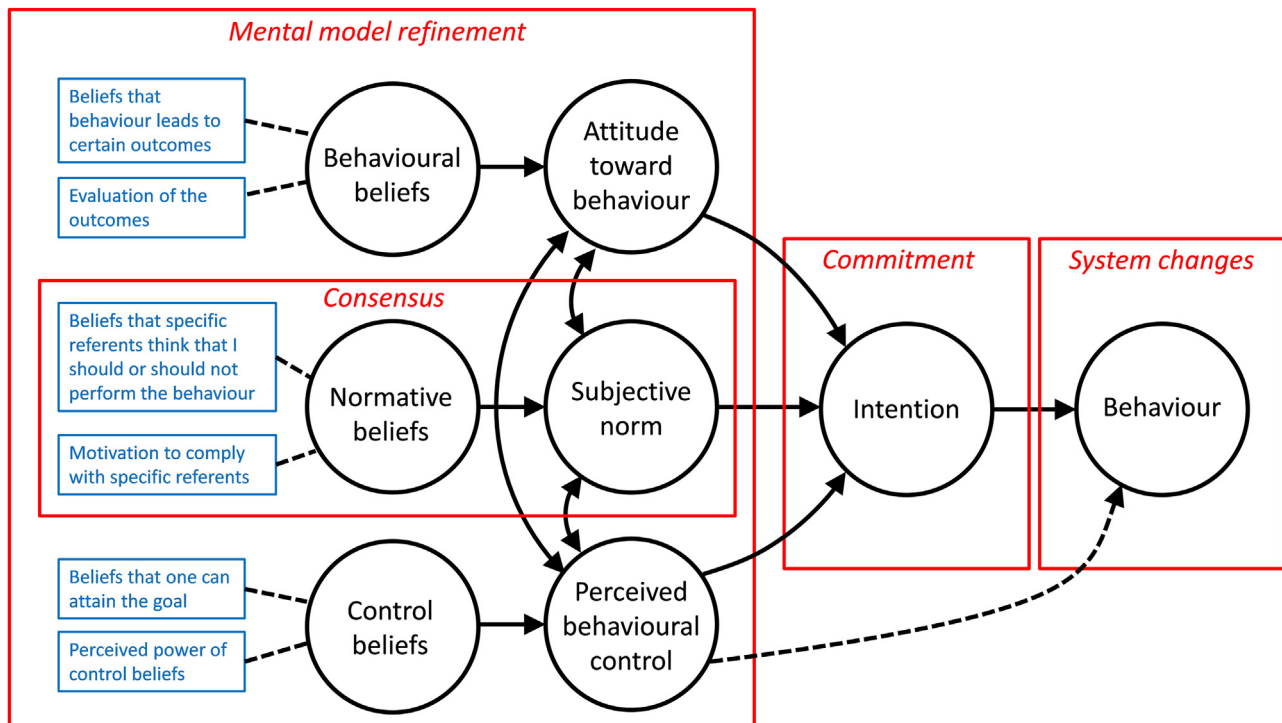 Mental model refinement
Beliefs that
behaviour leads to
certain outcomes
Evaluation of the
outcomes
Behavioural
beliefs
Attitude
toward
behaviour
Consensus
Beliefs that specific
referents think that I
should or should not
perform the behaviour
Motivation to comply
with specific referents
Normative
beliefs
Subjective
norm
Commitment
Intention
System changes
Behaviour
Beliefs that one can
attain the goal
Perceived power of
control beliefs
Control
beliefs
Perceived
behavioural
control